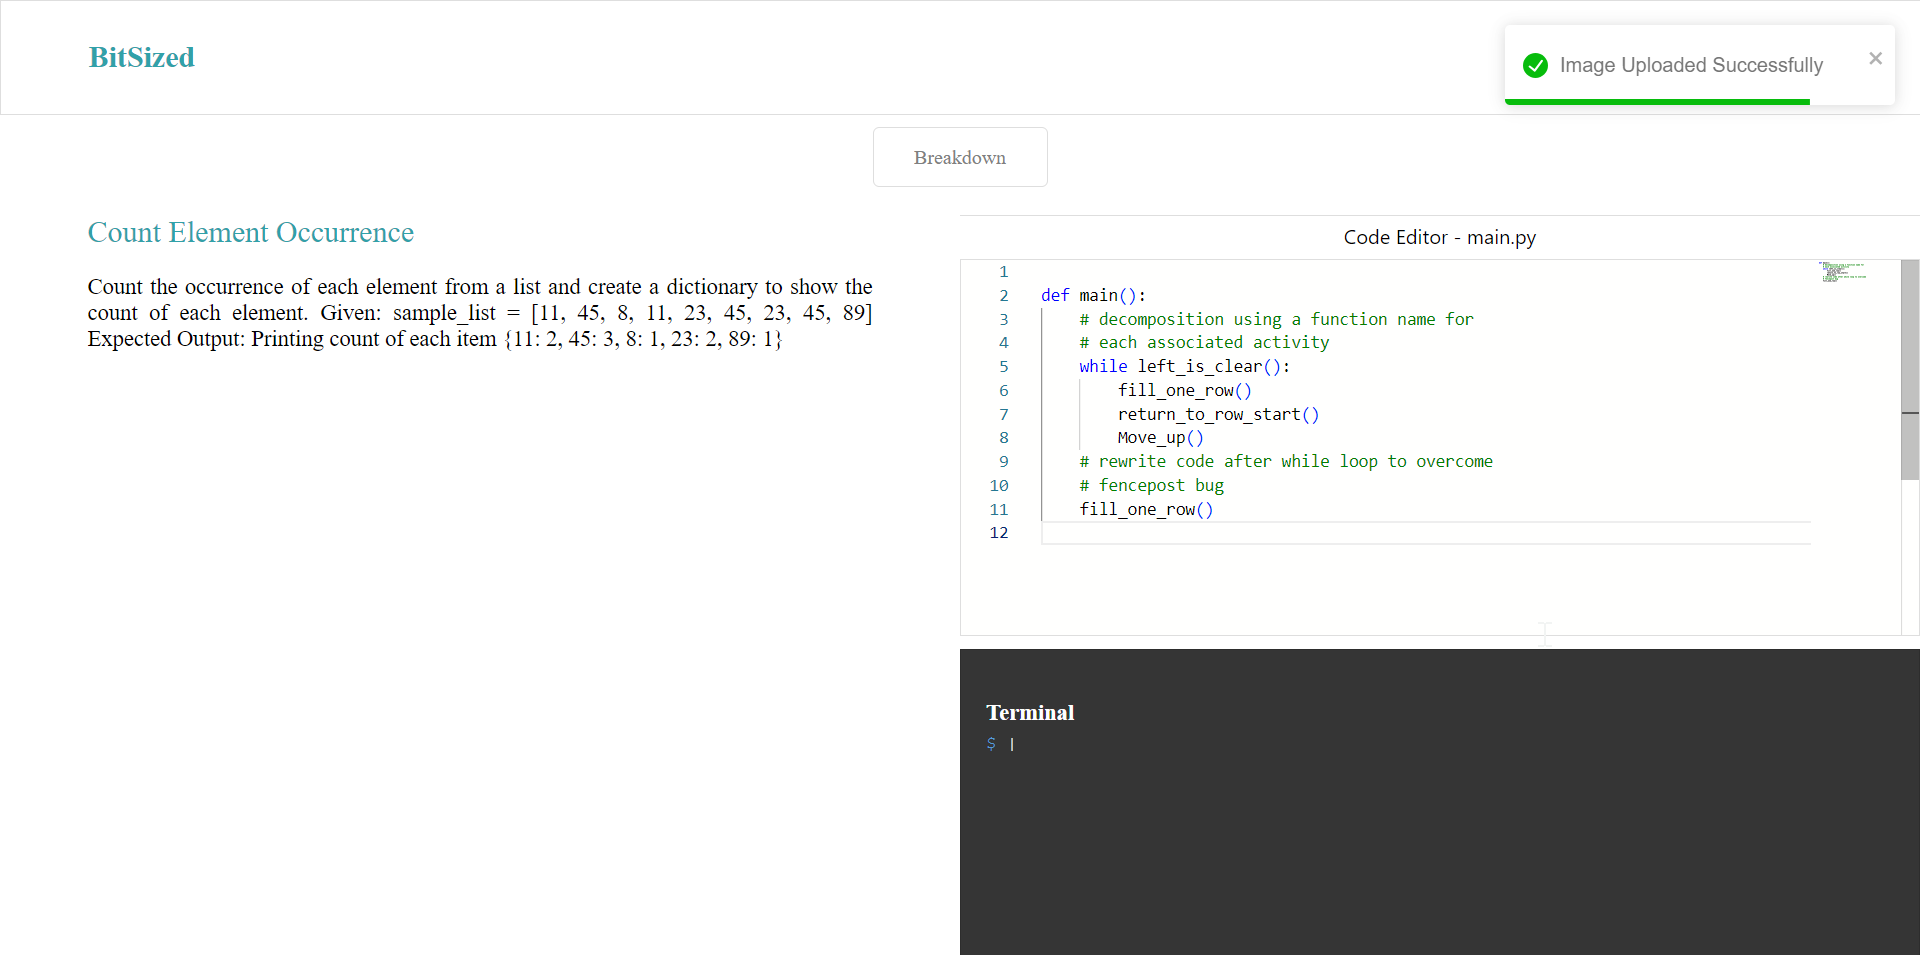 BitSized
Image Uploaded Successfully
Breakdown
Count Element Occurrence
Count the occurrence of each element from a list and create a dictionary to show the
count of each element. Given: sample_list = [11, 45, 8, 11, 23, 45, 23, 45, 89]
Expected Output: Printing count of each item {11: 2, 45: 3, 8: 1, 23: 2, 89: 1}
Code Editor - main.py
1
2 def main():
3 # decomposition using a function name for
4 # each associated activity
5 while left_is_clear():
6 fill_one_row()
7 return_to_row_start()
8 Move_up()
9 # rewrite code after while loop to overcome
10 # fencepost bug
11 fill_one_row()
12
Terminal
$